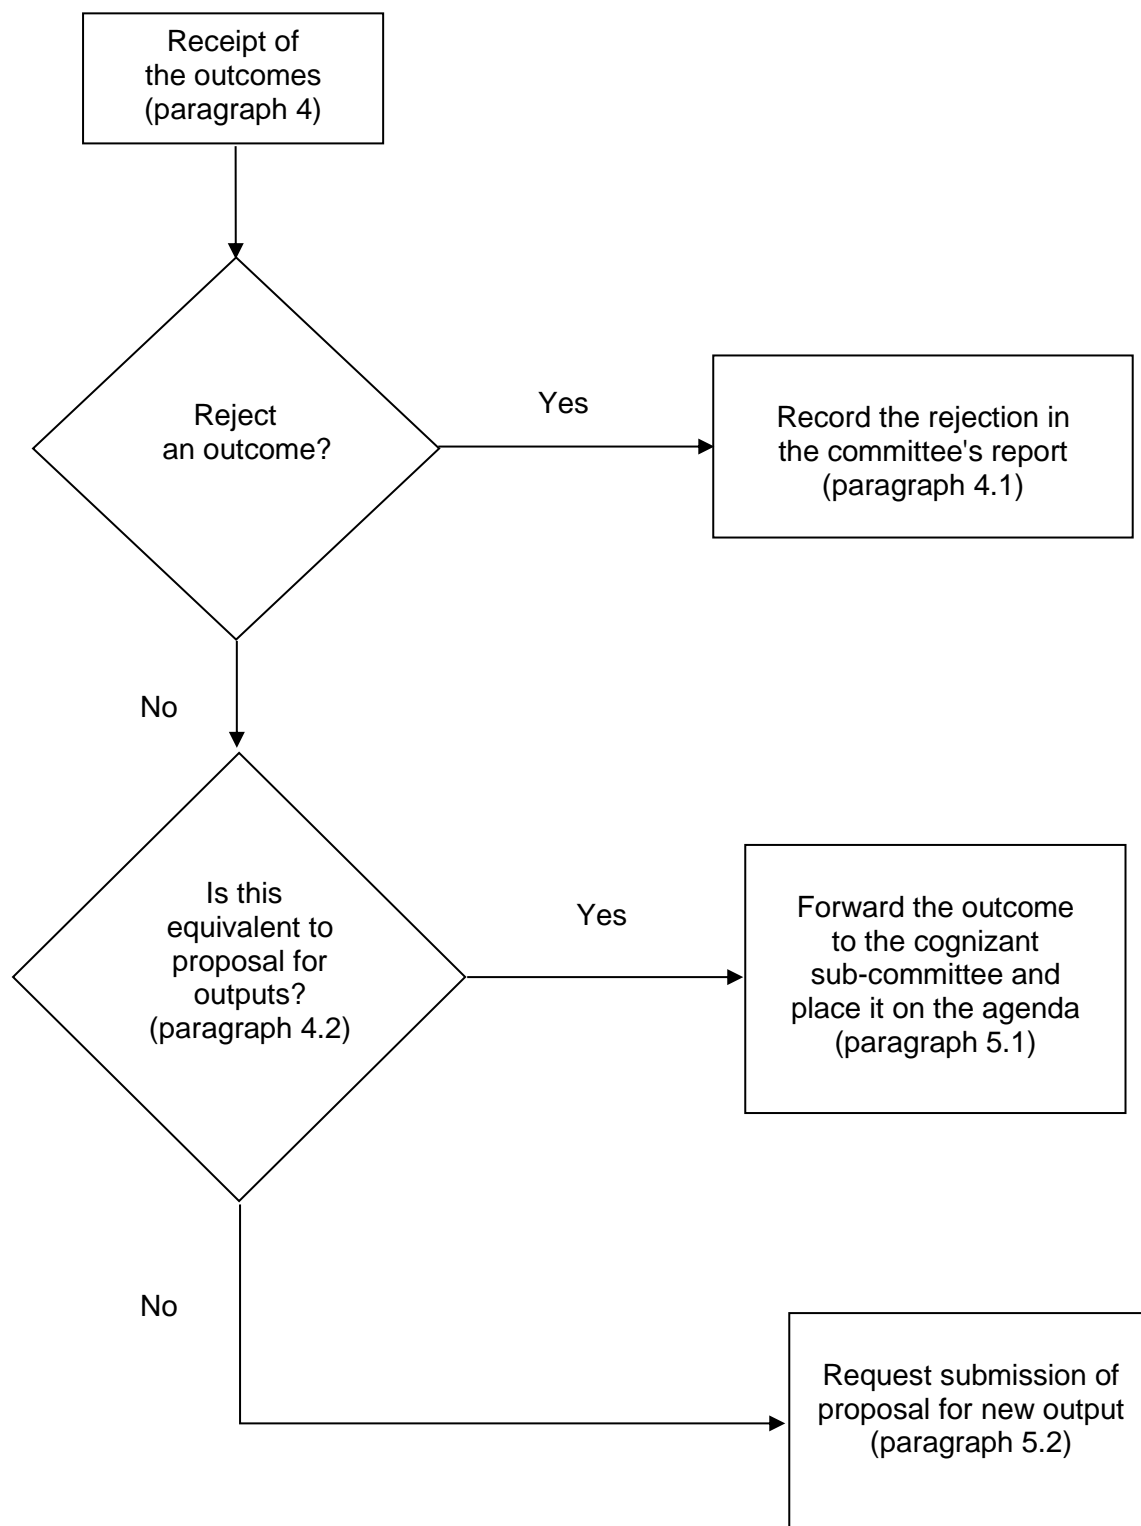 Receipt of
the outcomes
(paragraph 4)
Reject
an outcome?
Yes
Record the rejection in
the committee's report
(paragraph 4.1)
No
Is this
equivalent to
proposal for
outputs?
(paragraph 4.2)
Yes
Forward the outcome
to the cognizant
sub-committee and
place it on the agenda
(paragraph 5.1)
No
Request submission of
proposal for new output
(paragraph 5.2)